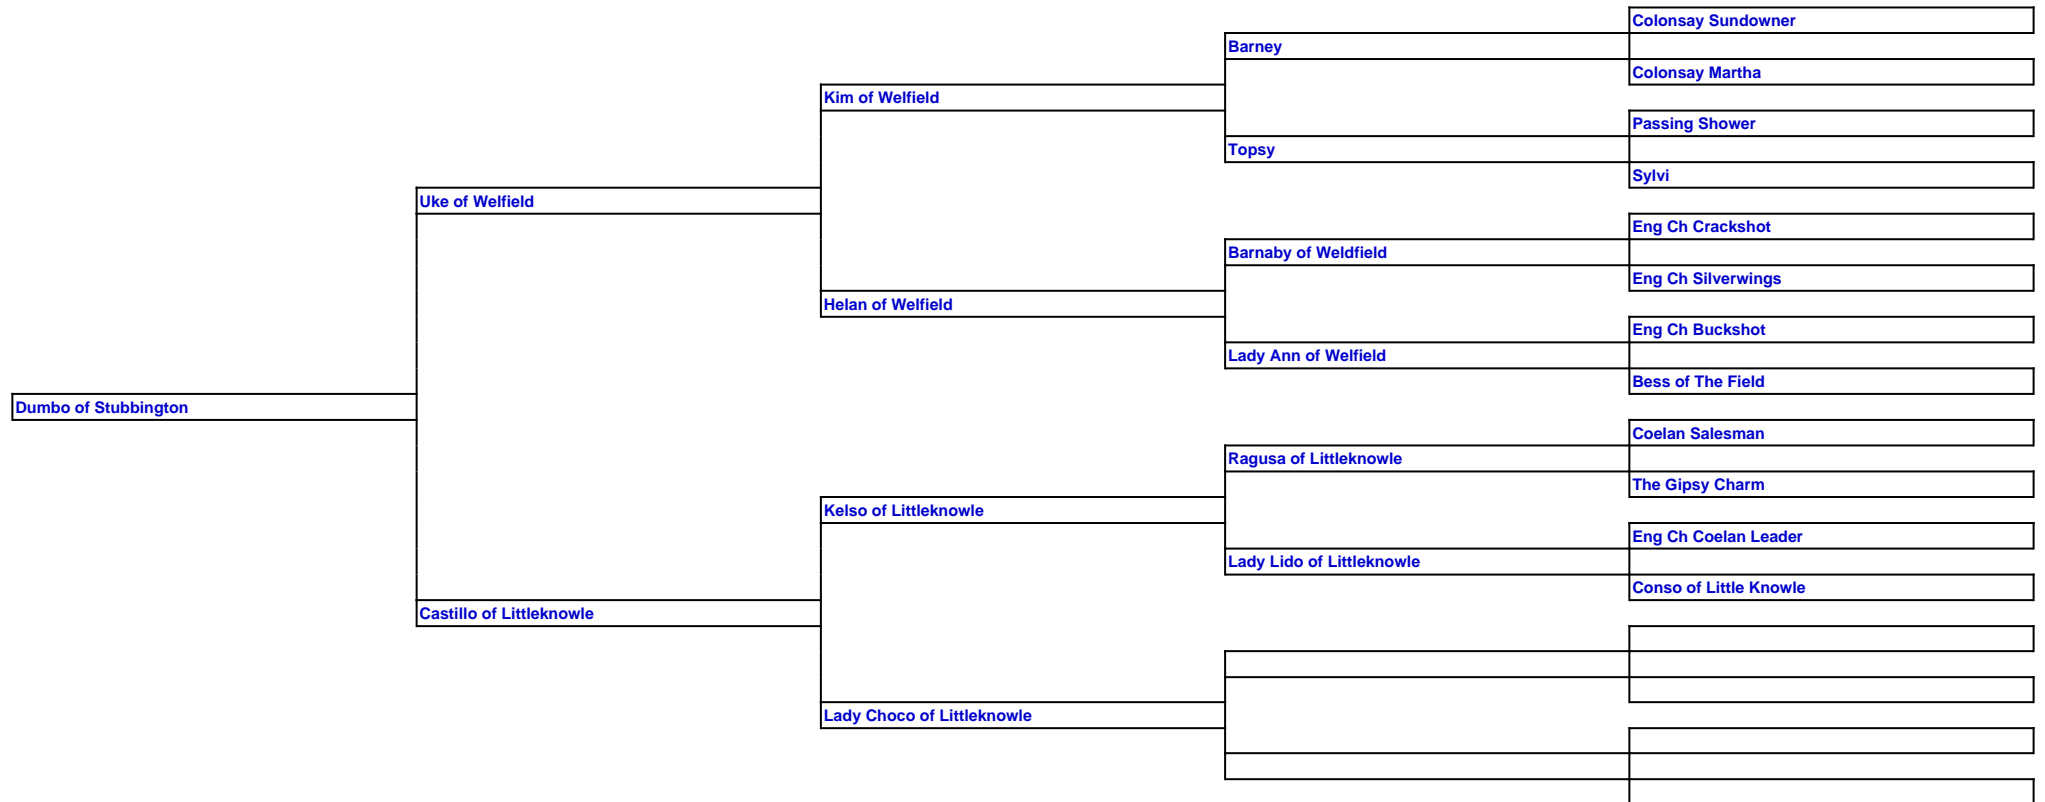 Colonsay Sundowner
Barney
Colonsay Martha
Kim of Welfield
Passing Shower
Topsy
Sylvi
Uke of Welfield
Eng Ch Crackshot
Barnaby of Weldfield
Eng Ch Silverwings
Helan of Welfield
Eng Ch Buckshot
Lady Ann of Welfield
Bess of The Field
Dumbo of Stubbington
Coelan Salesman
Ragusa of Littleknowle
The Gipsy Charm
Kelso of Littleknowle
Eng Ch Coelan Leader
Lady Lido of Littleknowle
Conso of Little Knowle
Castillo of Littleknowle
Lady Choco of Littleknowle